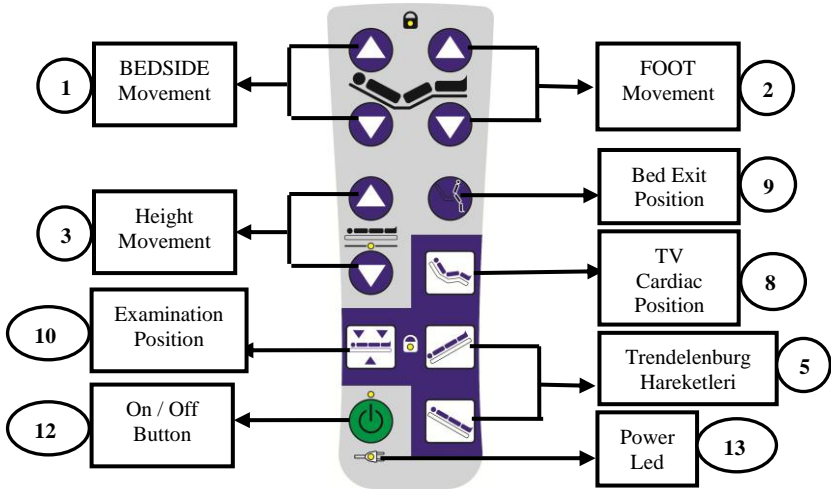 1
BEDSIDE
Movement
FOOT
Movement
2
3
Height
Movement
Bed Exit
Position
9
TV
Cardiac
Position
8
10
Examination
Position
Trendelenburg
Hareketleri
5
12
On / Off
Button
Power
Led
13